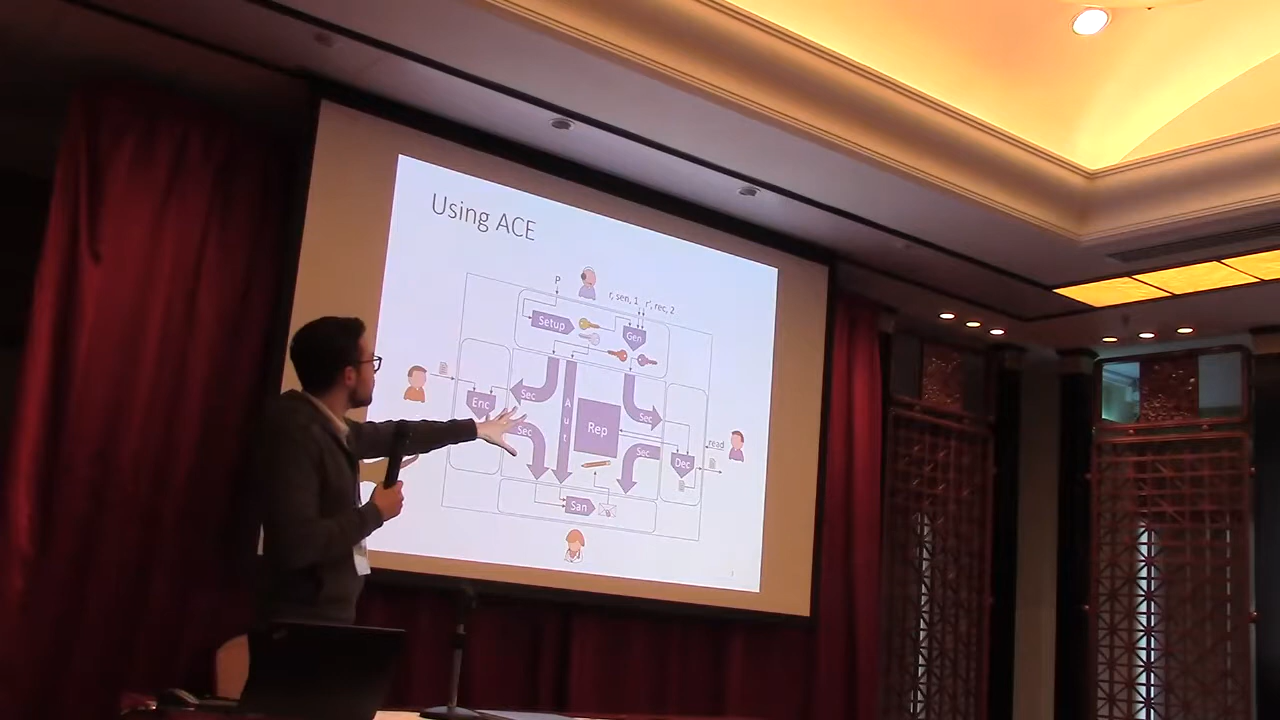 Using ACE
P
r, sen, 1
r', rec, 2
Setup
Gen
Sec
Enc
Aut
Rep
Sec
Sec
Sec
read
Dec
San